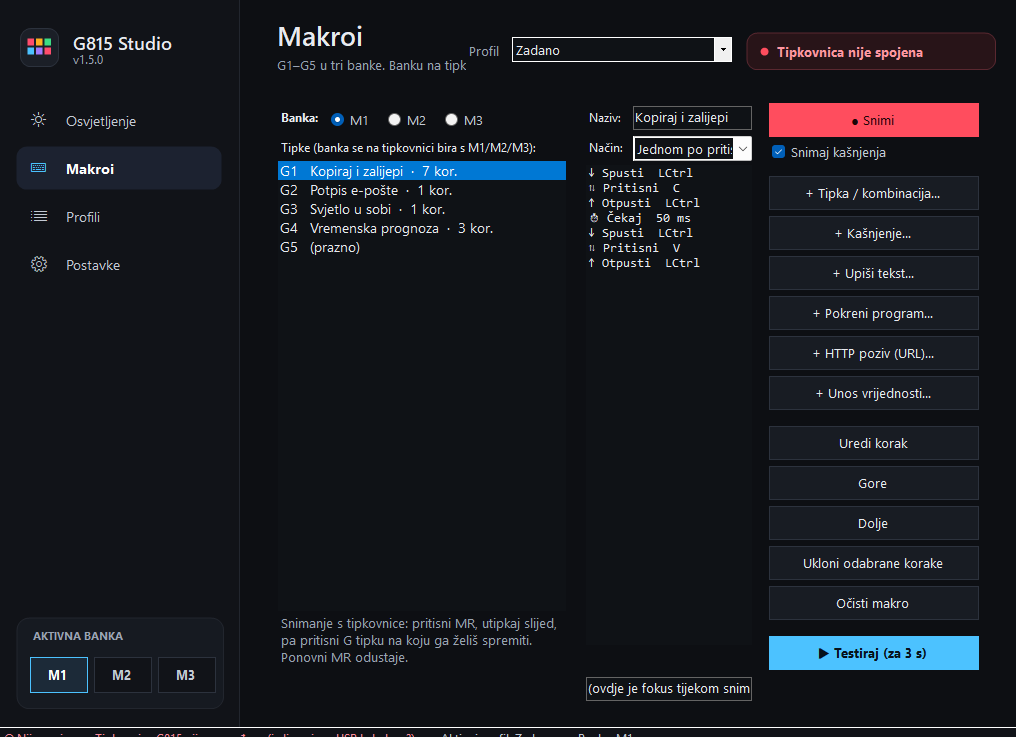 G815 Studio
v1.5.0
Osvjetljenje
Makroi
Profili
Postavke
AKTIVNA BANKA
M1 M2 M3
Makroi
G1–G5 u tri banke. Banku na tipk
Profil
Zadano
● Tipkovnica nije spojena
Banka: M1 M2 M3
Tipke (banka se na tipkovnici bira s M1/M2/M3):
G1 Kopiraj i zalijepi · 7 kor.
G2 Potpis e-pošte · 1 kor.
G3 Svjetlo u sobi · 1 kor.
G4 Vremenska prognoza · 3 kor.
G5 (prazno)
Snimanje s tipkovnice: pritisni MR, utipkaj slijed,
pa pritisni G tipku na koju ga želiš spremiti.
Ponovni MR odustaje.
Naziv: Kopiraj i zalijepi
Način: Jednom po pritis
↓ Spusti LCtrl
⇅ Pritisni C
↑ Otpusti LCtrl
⏱ Čekaj 50 ms
↓ Spusti LCtrl
⇅ Pritisni V
↑ Otpusti LCtrl
(ovdje je fokus tijekom snim
● Snimi
Snimaj kašnjenja
+ Tipka / kombinacija...
+ Kašnjenje...
+ Upiši tekst...
+ Pokreni program...
+ HTTP poziv (URL)...
+ Unos vrijednosti...
Uredi korak
Gore
Dolje
Ukloni odabrane korake
Očisti makro
▶ Testiraj (za 3 s)